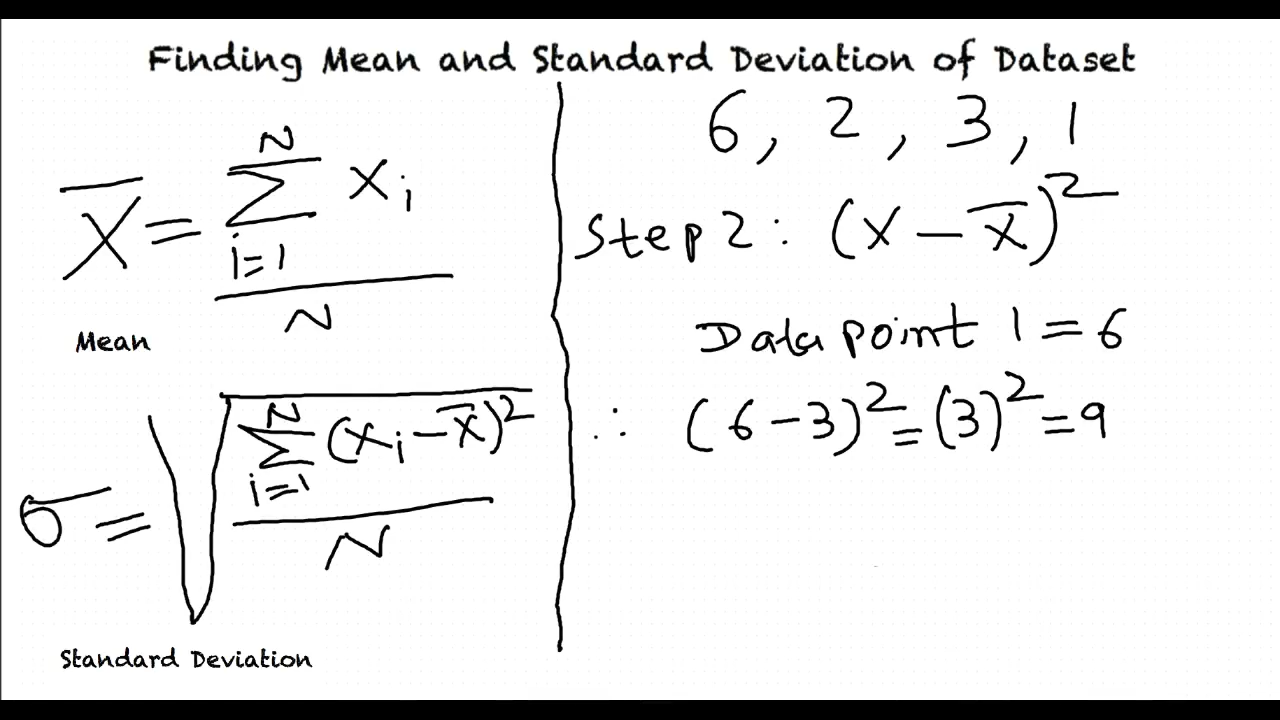 Finding Mean and Standard Deviation of Dataset
X̄ = (Σ_{i=1}^{N} x_i) / N
Mean
σ = √((Σ_{i=1}^{N} (x_i - x̄)²) / N)
Standard Deviation
6, 2, 3, 1
Step 2: (x - x̄)²
Data point 1 = 6
∴ (6-3)² = (3)² = 9